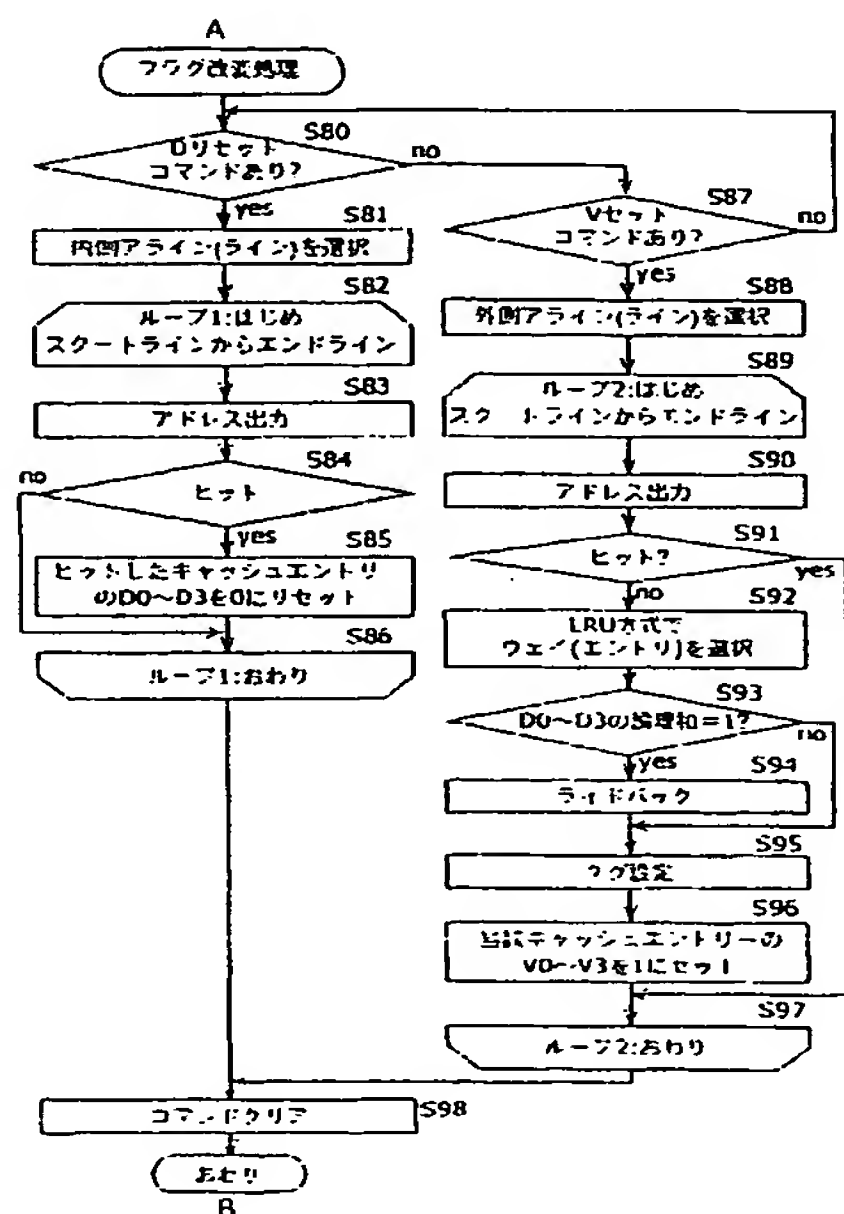 A
フラグ改変処理
S80
Dリセット
コマンドあり?
no
yes
S81
内側アライン(ライン)を選択
S82
ループ1:はじめ
スタートラインからエンドライン
S83
アドレス出力
S84
no
ヒット
yes
S85
ヒットしたキャッシュエントリ
のD0~D3を0にリセット
S86
ループ1:おわり
S87
Vセット
コマンドあり?
no
yes
S88
外側アライン(ライン)を選択
S89
ループ2:はじめ
スタートラインからエンドライン
S90
アドレス出力
S91
ヒット?
yes
no
S92
LRU方式で
ウェイ(エントリ)を選択
S93
D0~D3の論理和=1?
no
yes
S94
ライトバック
S95
タグ設定
S96
当該キャッシュエントリーの
V0~V3を1にセット
S97
ループ2:おわり
コマンドクリア
S98
おわり
B